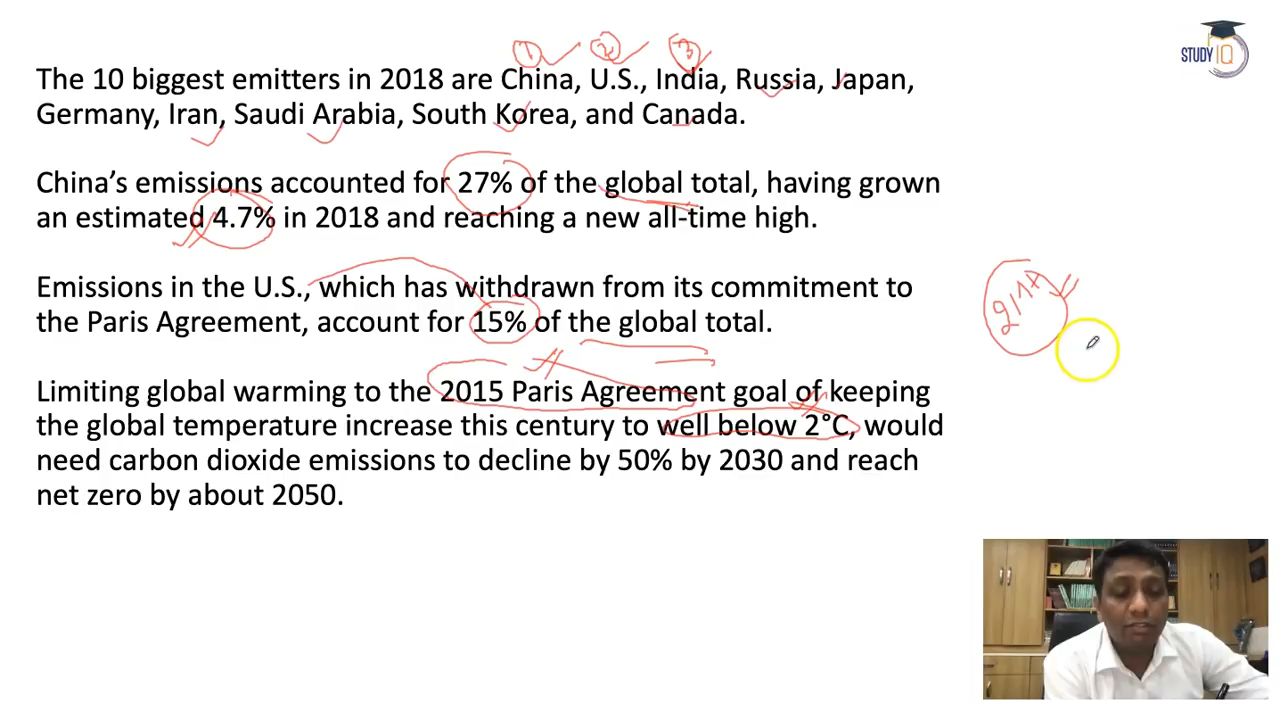 STUDY IQ
1 2 3
The 10 biggest emitters in 2018 are China, U.S., India, Russia, Japan,
Germany, Iran, Saudi Arabia, South Korea, and Canada.
China’s emissions accounted for 27% of the global total, having grown
an estimated 4.7% in 2018 and reaching a new all-time high.
Emissions in the U.S., which has withdrawn from its commitment to
the Paris Agreement, account for 15% of the global total.
Limiting global warming to the 2015 Paris Agreement goal of keeping
the global temperature increase this century to well below 2°C, would
need carbon dioxide emissions to decline by 50% by 2030 and reach
net zero by about 2050.